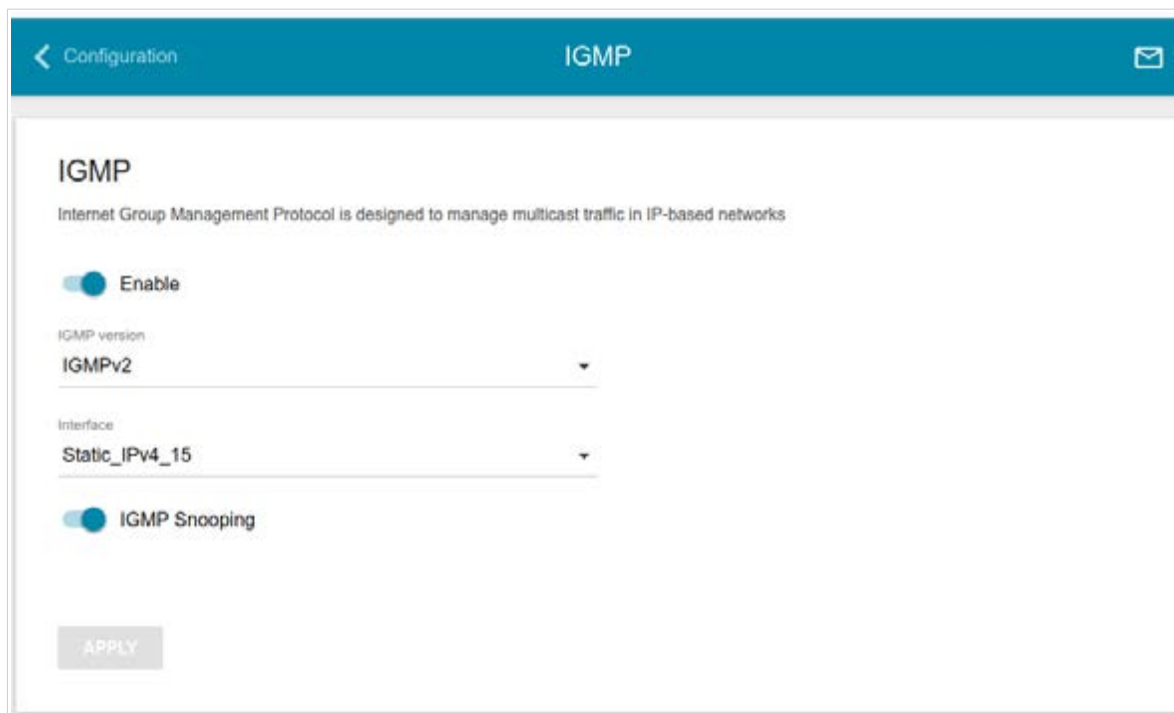 Configuration
IGMP
IGMP
Internet Group Management Protocol is designed to manage multicast traffic in IP-based networks
Enable
IGMP version
IGMPv2
Interface
Static_IPv4_15
IGMP Snooping
APPLY